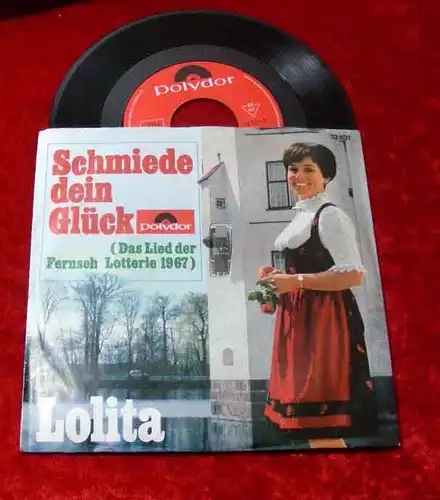 Polydor
Schmiede
dein
Glück
Polydor
(Das Lied der
Fernseh Lotterie 1967)
Lolita